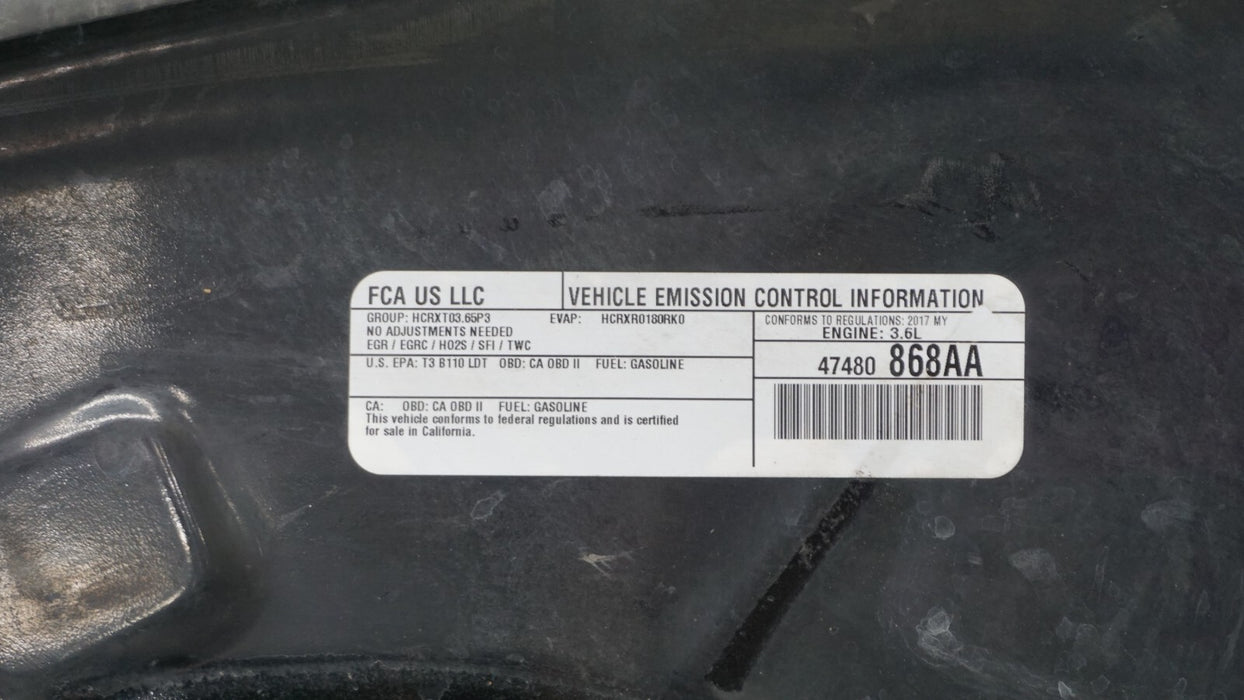 FCA US LLC
VEHICLE EMISSION CONTROL INFORMATION
GROUP: HCRXT03.65P3 EVAP: HCRXR0180RK0
NO ADJUSTMENTS NEEDED
EGR / EGRC / HO2S / SFI / TWC
CONFORMS TO REGULATIONS: 2017 MY
ENGINE: 3.6L
U.S. EPA: T3 B110 LDT OBD: CA OBD II FUEL: GASOLINE
47480 868AA
CA: OBD: CA OBD II FUEL: GASOLINE
This vehicle conforms to federal regulations and is certified
for sale in California.